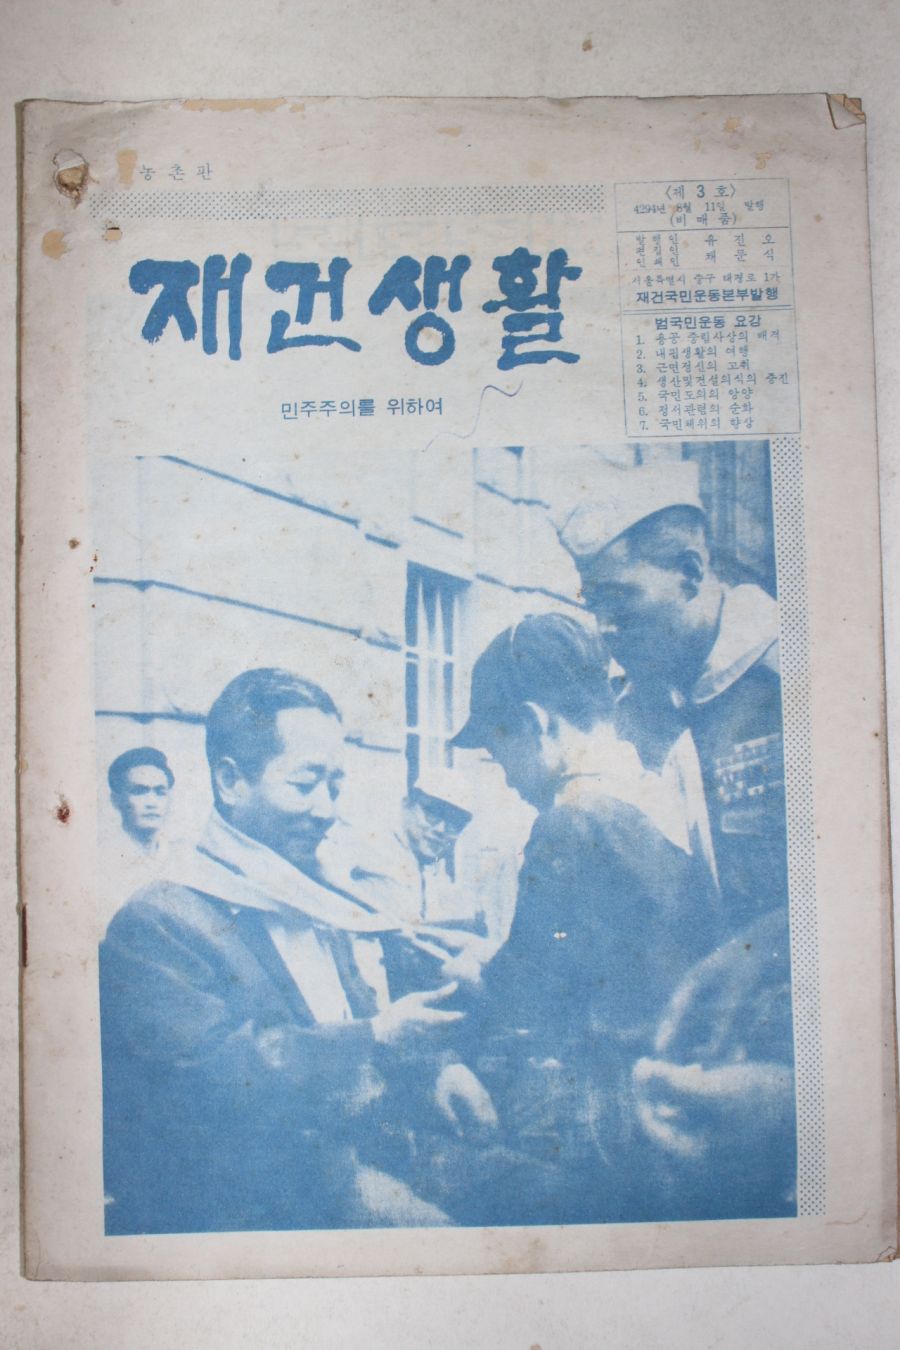 농촌판
재건생활
민주주의를 위하여
〈제 3 호〉
4294년 8월 11일 발행
(비매품)
발행인 유진오
편집인
인쇄인 채문식
서울특별시 중구 태평로 1가
재건국민운동본부발행
범국민운동 요강
1. 용공 중립사상의 배격
2. 내핍생활의 여행
3. 근면정신의 고취
4. 생산및건설의식의 증진
5. 국민도의의 앙양
6. 정서관념의 순화
7. 국민체위의 향상